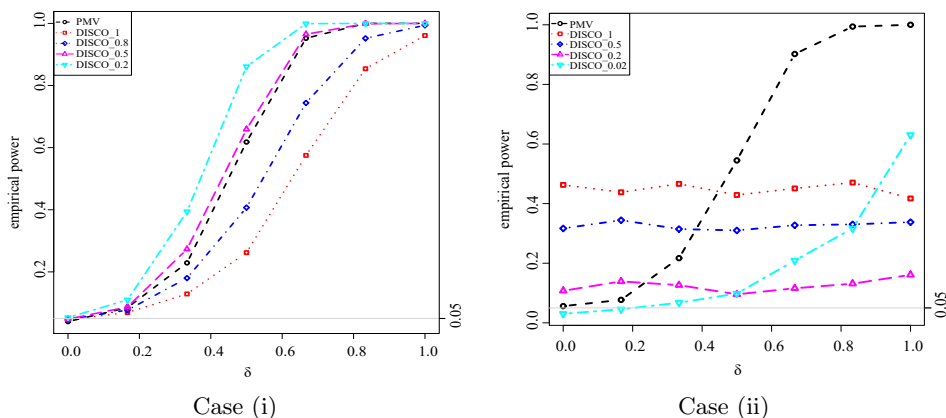 PMV
DISCO_1
DISCO_0.8
DISCO_0.5
DISCO_0.2
empirical power
0.2 0.4 0.6 0.8 1.0
0.05
0.0 0.2 0.4 0.6 0.8 1.0
δ
Case (i)
PMV
DISCO_1
DISCO_0.5
DISCO_0.2
DISCO_0.02
empirical power
0.0 0.2 0.4 0.6 0.8 1.0
0.05
0.0 0.2 0.4 0.6 0.8 1.0
δ
Case (ii)